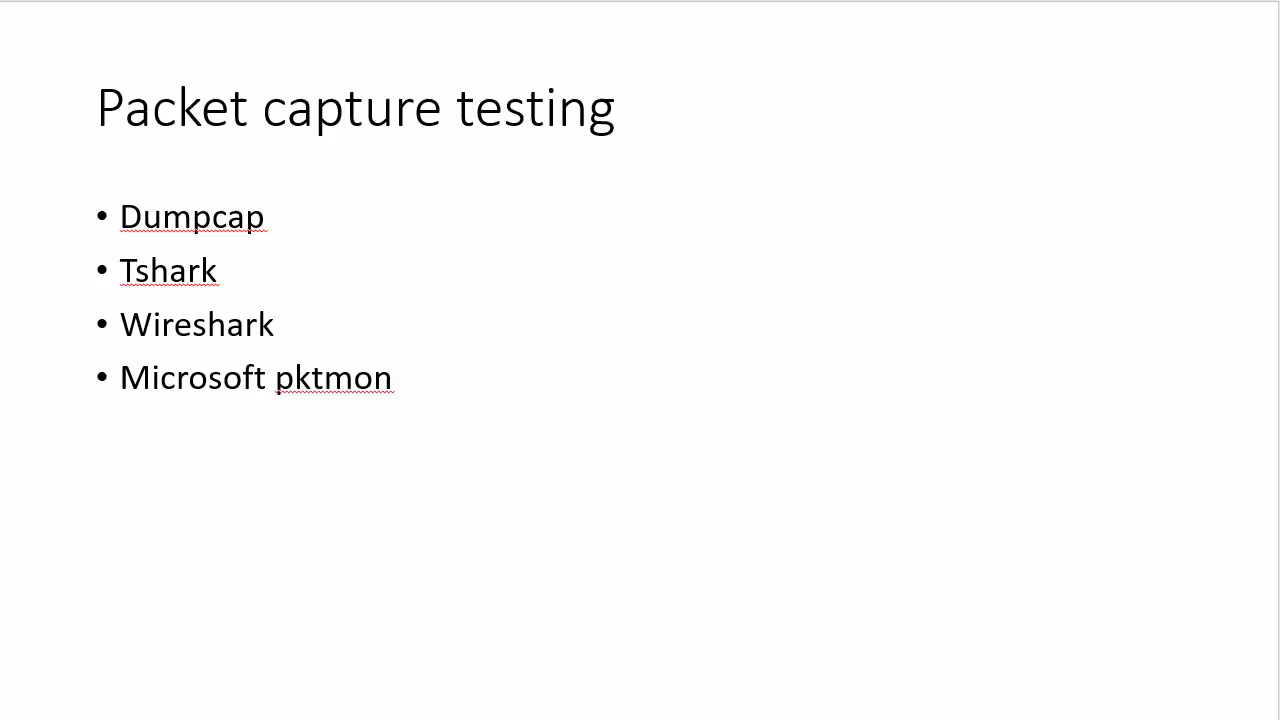 Packet capture testing
• Dumpcap
• Tshark
• Wireshark
• Microsoft pktmon